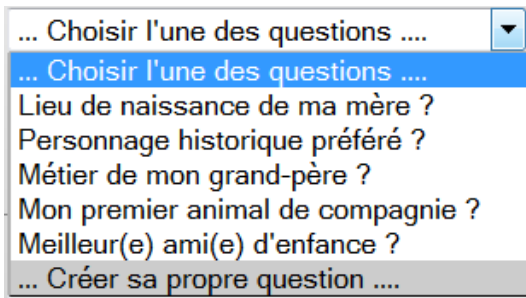 ... Choisir l'une des questions ....
... Choisir l'une des questions ....
Lieu de naissance de ma mère ?
Personnage historique préféré ?
Métier de mon grand-père ?
Mon premier animal de compagnie ?
Meilleur(e) ami(e) d'enfance ?
... Créer sa propre question ....